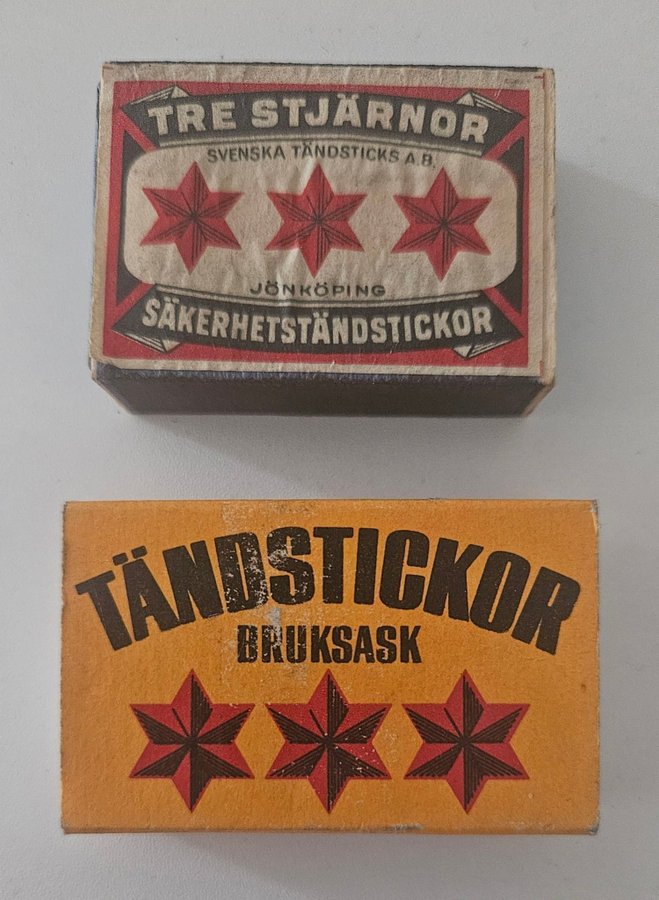 TRE STJÄRNOR
SVENSKA TÄNDSTICKS A.B.
JÖNKÖPING
SÄKERHETSTÄNDSTICKOR
TÄNDSTICKOR
BRUKSASK